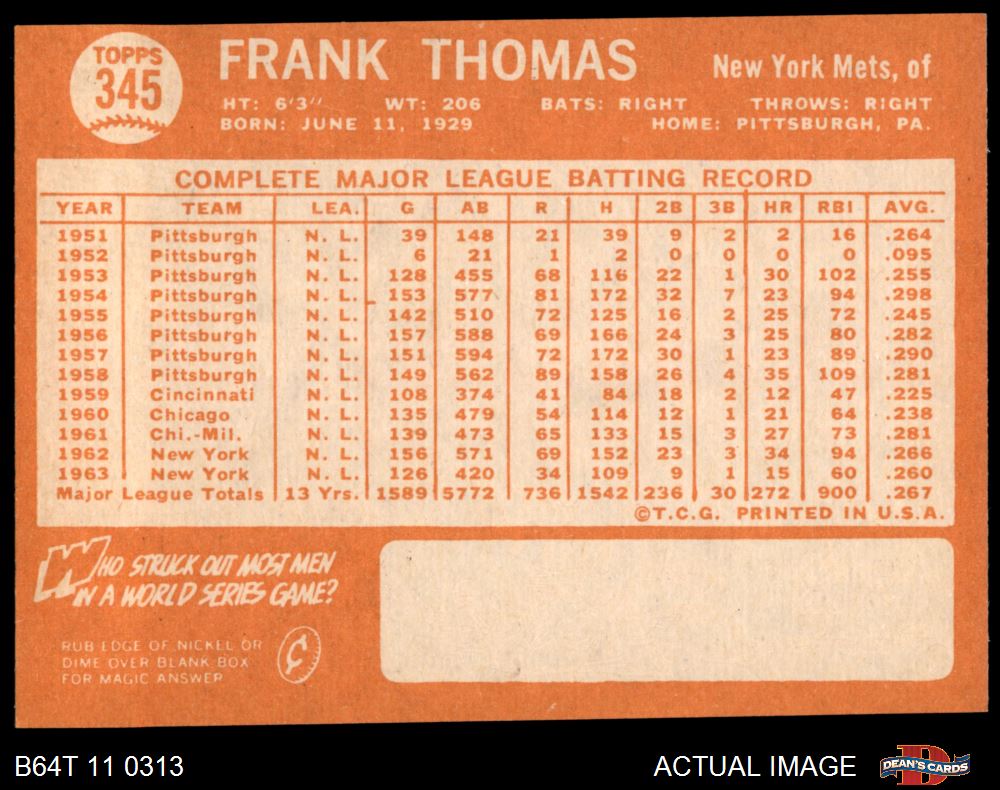 TOPPS
345
FRANK THOMAS
New York Mets, of
HT: 6'3" WT: 206 BATS: RIGHT THROWS: RIGHT
BORN: JUNE 11, 1929 HOME: PITTSBURGH, PA.
COMPLETE MAJOR LEAGUE BATTING RECORD
YEAR TEAM LEA. G AB R H 2B 3B HR RBI AVG.
1951 Pittsburgh N. L. 39 148 21 39 9 2 2 16 .264
1952 Pittsburgh N. L. 6 21 1 2 0 0 0 0 .095
1953 Pittsburgh N. L. 128 455 68 116 22 1 30 102 .255
1954 Pittsburgh N. L. 153 577 81 172 32 7 23 94 .298
1955 Pittsburgh N. L. 142 510 72 125 16 2 25 72 .245
1956 Pittsburgh N. L. 157 588 69 166 24 3 25 80 .282
1957 Pittsburgh N. L. 151 594 72 172 30 1 23 89 .290
1958 Pittsburgh N. L. 149 562 89 158 26 4 35 109 .281
1959 Cincinnati N. L. 108 374 41 84 18 2 12 47 .225
1960 Chicago N. L. 135 479 54 114 12 1 21 64 .238
1961 Chi.-Mil. N. L. 139 473 65 133 15 3 27 73 .281
1962 New York N. L. 156 571 69 152 23 3 34 94 .266
1963 New York N. L. 126 420 34 109 9 1 15 60 .260
Major League Totals 13 Yrs. 1589 5772 736 1542 236 30 272 900 .267
©T.C.G. PRINTED IN U.S.A.
WHO STRUCK OUT MOST MEN
IN A WORLD SERIES GAME?
RUB EDGE OF NICKEL OR
DIME OVER BLANK BOX
FOR MAGIC ANSWER
¢
B64T 11 0313
ACTUAL IMAGE
D
DEAN'S CARDS